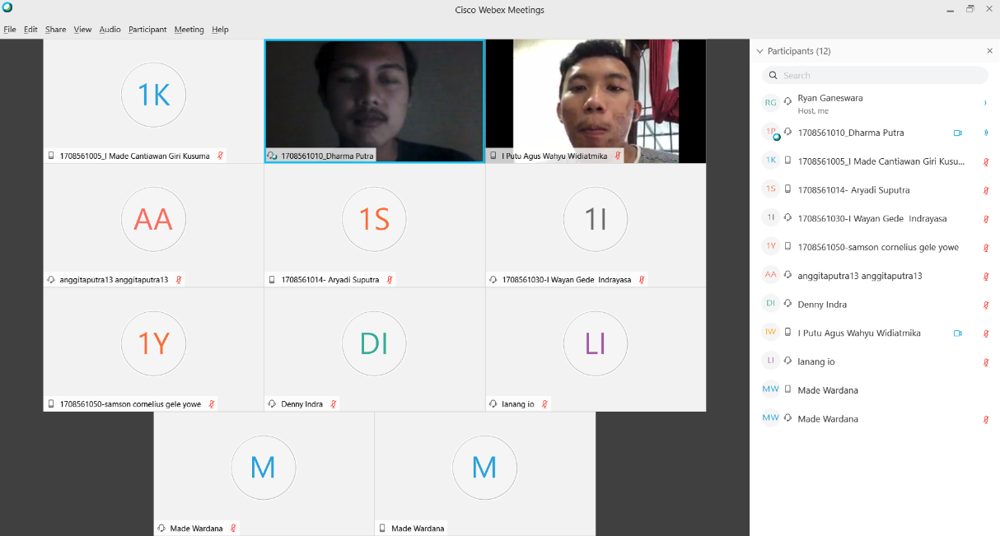 Cisco Webex Meetings
File Edit Share View Audio Participant Meeting Help
1K
1708561005_I Made Cantiawan Giri Kusuma
1708561010_Dharma Putra
I Putu Agus Wahyu Widiatmika
AA
anggitaputra13 anggitaputra13
1S
1708561014- Aryadi Suputra
1I
1708561030-I Wayan Gede Indrayasa
1Y
1708561050-samson cornelius gele yowe
DI
Denny Indra
LI
lanang io
M
Made Wardana
M
Made Wardana
Participants (12)
Search
RG Ryan Ganeswara
Host, me
1P 1708561010_Dharma Putra
1K 1708561005_I Made Cantiawan Giri Kusu...
1S 1708561014- Aryadi Suputra
1I 1708561030-I Wayan Gede Indrayasa
1Y 1708561050-samson cornelius gele yowe
AA anggitaputra13 anggitaputra13
DI Denny Indra
IW I Putu Agus Wahyu Widiatmika
LI lanang io
MW Made Wardana
MW Made Wardana